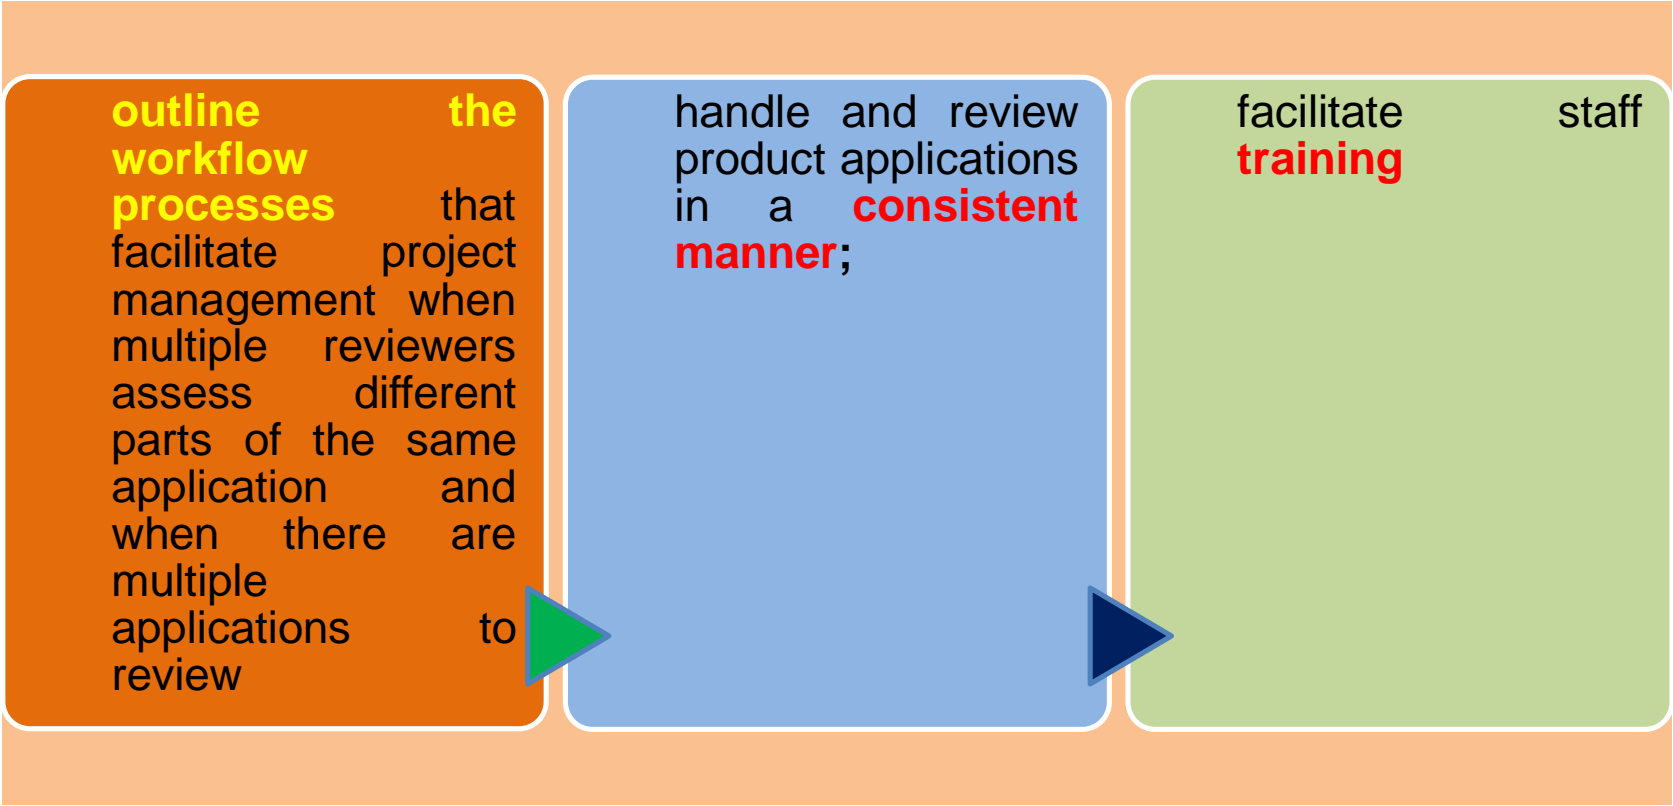 outline the
workflow
processes that
facilitate project
management when
multiple reviewers
assess different
parts of the same
application and
when there are
multiple
applications to
review
handle and review
product applications
in a consistent
manner;
facilitate staff
training